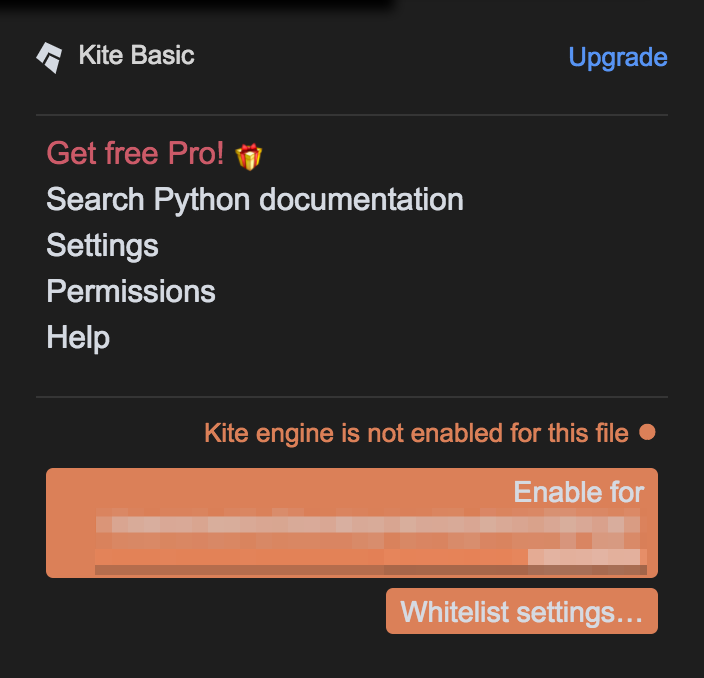 Kite Basic
Upgrade
Get free Pro!
Search Python documentation
Settings
Permissions
Help
Kite engine is not enabled for this file
Enable for
Whitelist settings…